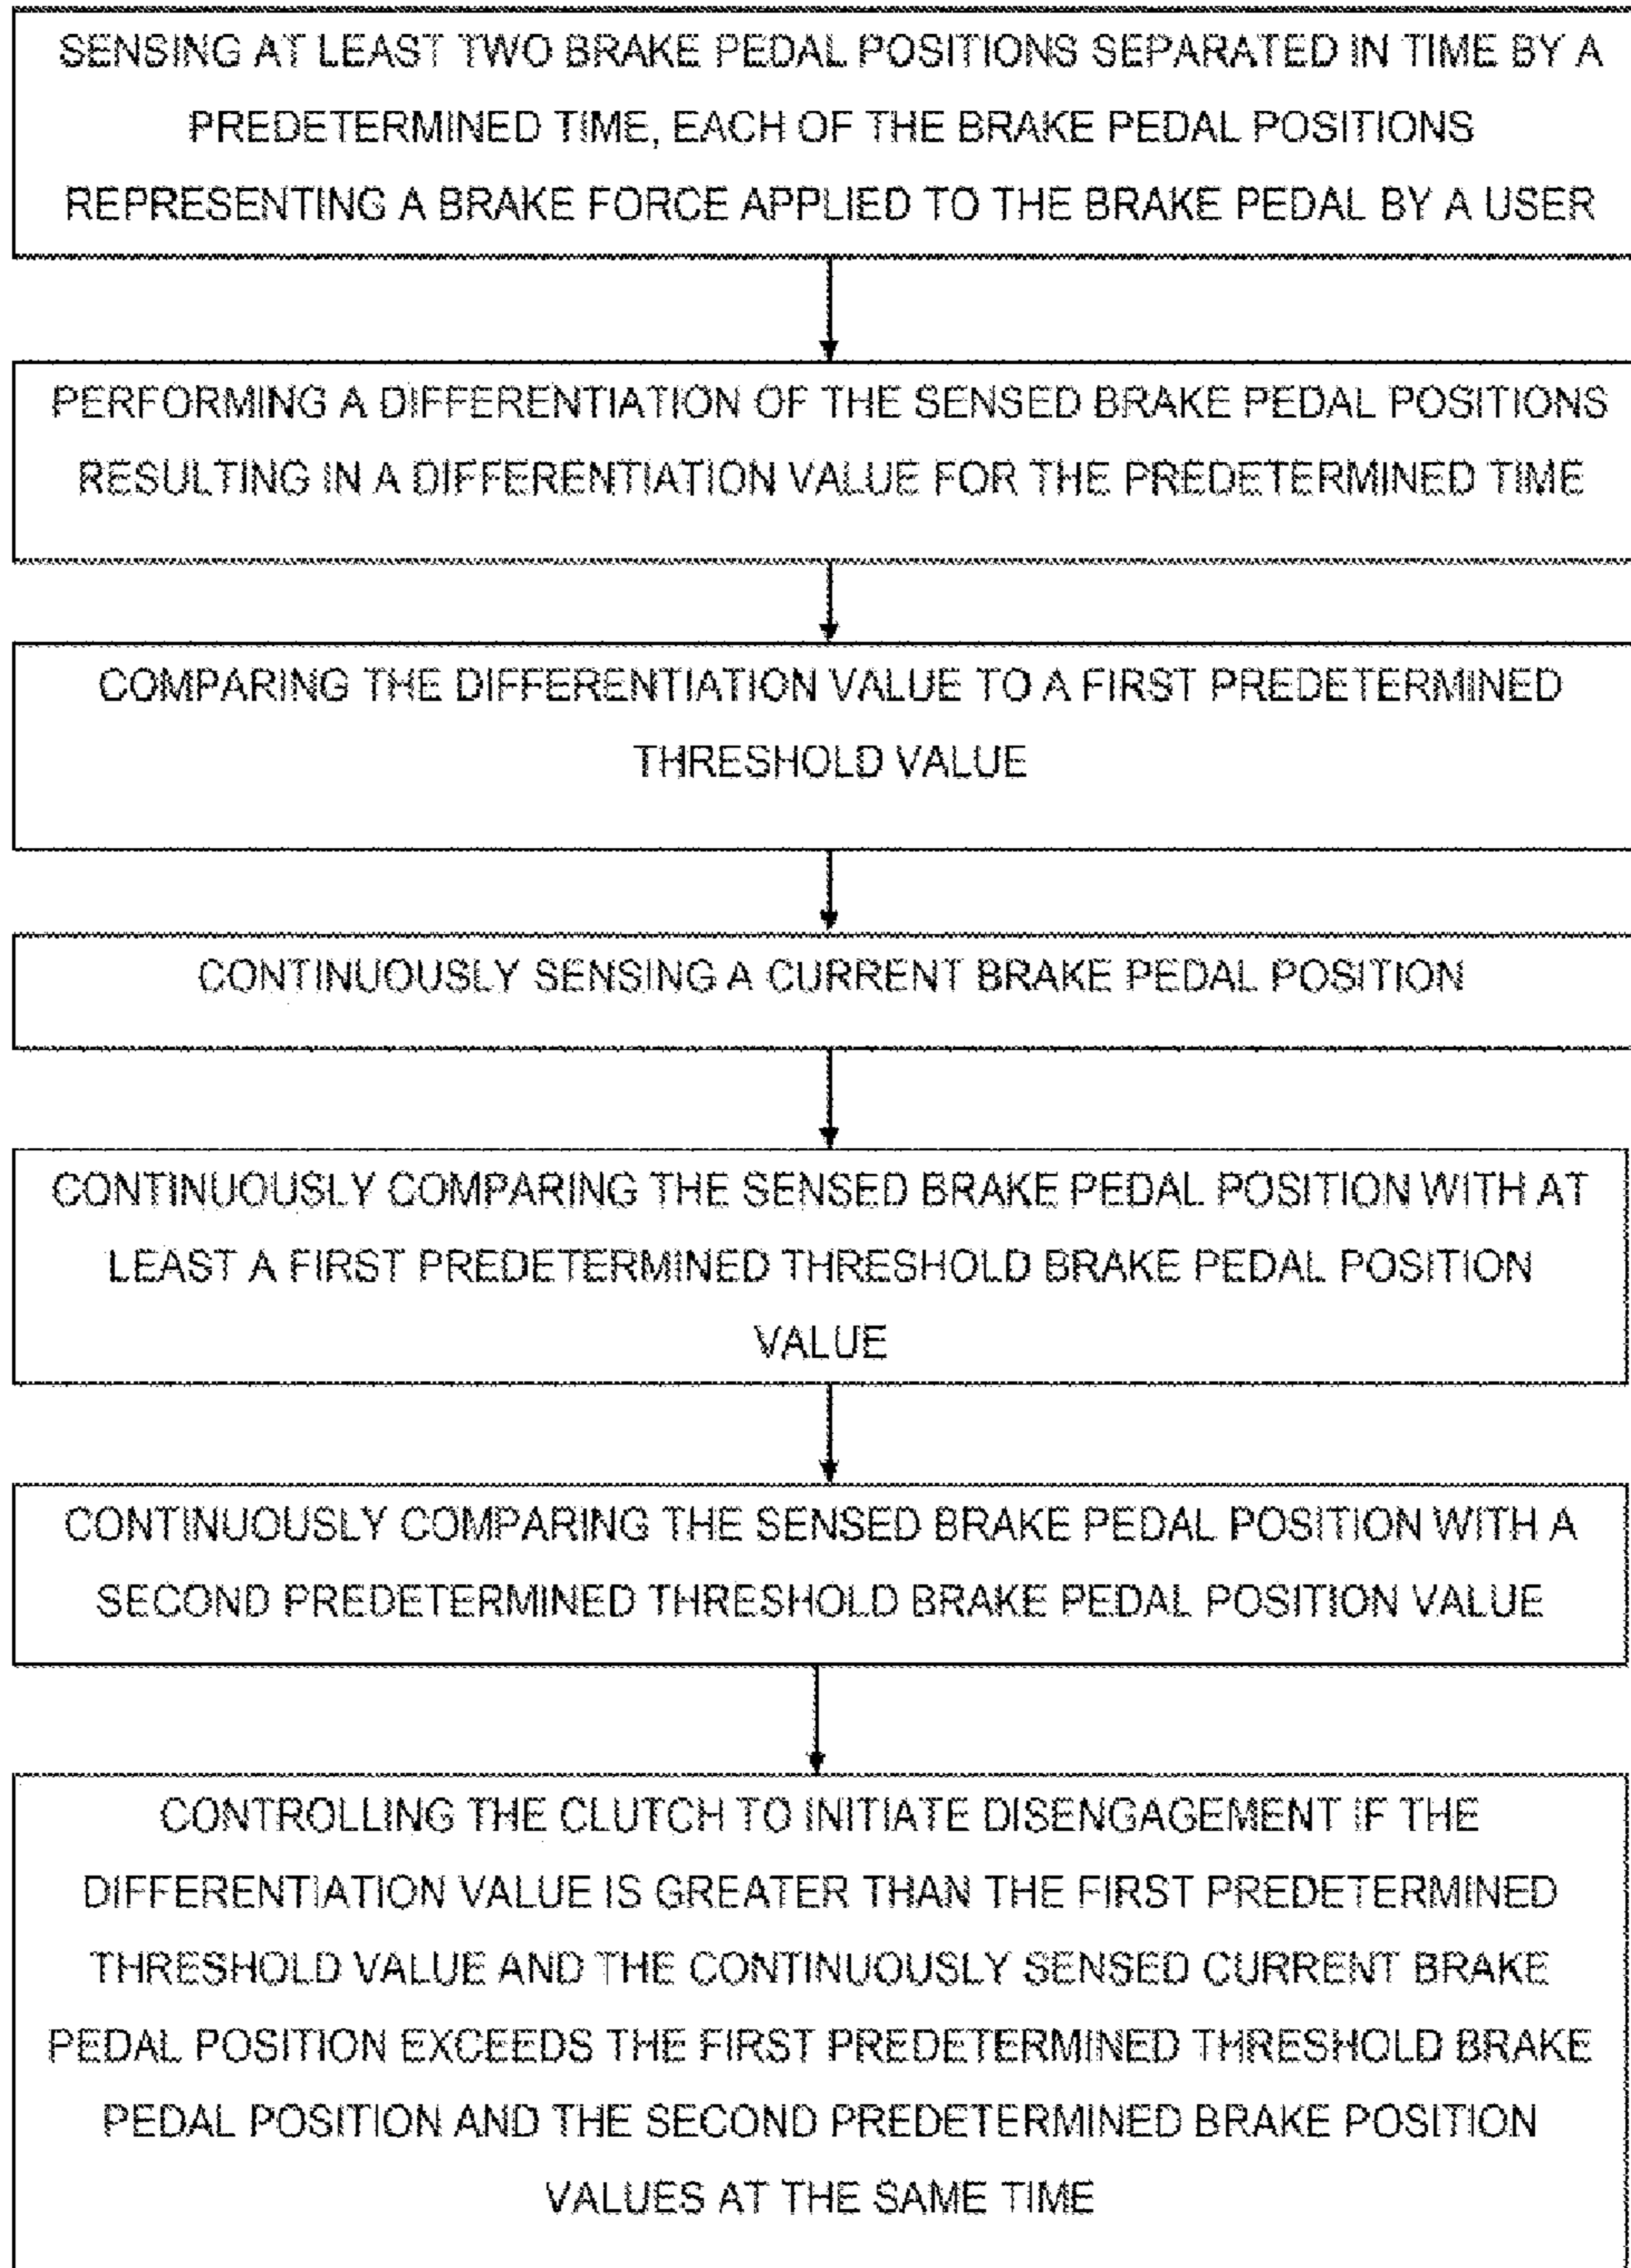 SENSING AT LEAST TWO BRAKE PEDAL POSITIONS SEPARATED IN TIME BY A
PREDETERMINED TIME, EACH OF THE BRAKE PEDAL POSITIONS
REPRESENTING A BRAKE FORCE APPLIED TO THE BRAKE PEDAL BY A USER
PERFORMING A DIFFERENTIATION OF THE SENSED BRAKE PEDAL POSITIONS
RESULTING IN A DIFFERENTIATION VALUE FOR THE PREDETERMINED TIME
COMPARING THE DIFFERENTIATION VALUE TO A FIRST PREDETERMINED
THRESHOLD VALUE
CONTINUOUSLY SENSING A CURRENT BRAKE PEDAL POSITION
CONTINUOUSLY COMPARING THE SENSED BRAKE PEDAL POSITION WITH AT
LEAST A FIRST PREDETERMINED THRESHOLD BRAKE PEDAL POSITION
VALUE
CONTINUOUSLY COMPARING THE SENSED BRAKE PEDAL POSITION WITH A
SECOND PREDETERMINED THRESHOLD BRAKE PEDAL POSITION VALUE
CONTROLLING THE CLUTCH TO INITIATE DISENGAGEMENT IF THE
DIFFERENTIATION VALUE IS GREATER THAN THE FIRST PREDETERMINED
THRESHOLD VALUE AND THE CONTINUOUSLY SENSED CURRENT BRAKE
PEDAL POSITION EXCEEDS THE FIRST PREDETERMINED THRESHOLD BRAKE
PEDAL POSITION AND THE SECOND PREDETERMINED BRAKE POSITION
VALUES AT THE SAME TIME